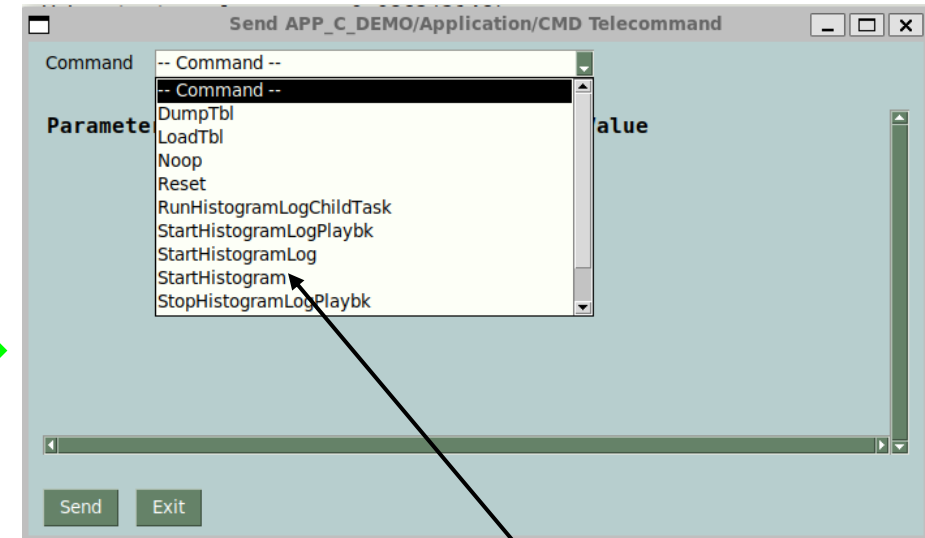 Send APP_C_DEMO/Application/CMD Telecommand
Command -- Command --
-- Command --
DumpTbl
Paramete alue
LoadTbl
Noop
Reset
RunHistogramLogChildTask
StartHistogramLogPlaybk
StartHistogramLog
StartHistogram
StopHistogramLogPlaybk
Send Exit